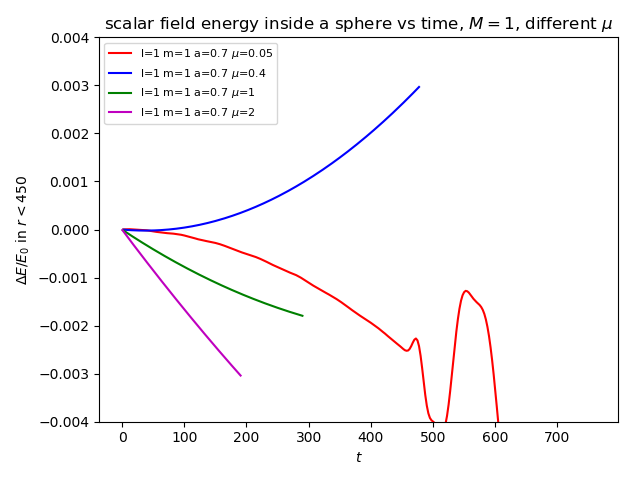 scalar field energy inside a sphere vs time, M = 1, different μ
l=1 m=1 a=0.7 μ=0.05
l=1 m=1 a=0.7 μ=0.4
l=1 m=1 a=0.7 μ=1
l=1 m=1 a=0.7 μ=2
ΔE/E₀ in r < 450
0.004
0.003
0.002
0.001
0.000
−0.001
−0.002
−0.003
−0.004
0 100 200 300 400 500 600 700
t